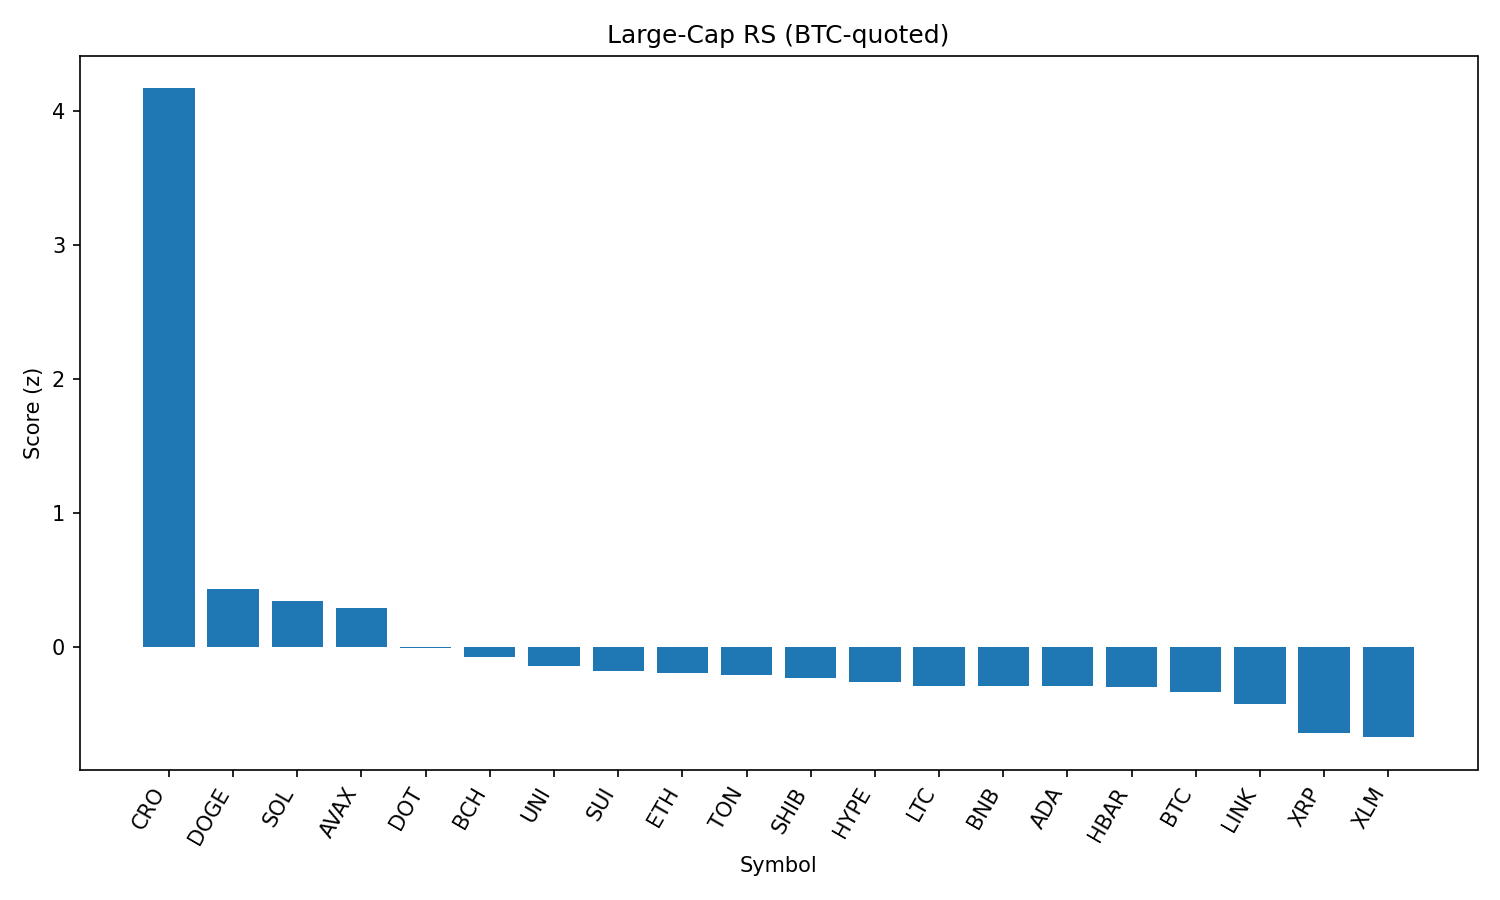 Large-Cap RS (BTC-quoted)
Score (z)
4
3
2
1
0
CRO
DOGE
SOL
AVAX
DOT
BCH
UNI
SUI
ETH
TON
SHIB
HYPE
LTC
BNB
ADA
HBAR
BTC
LINK
XRP
XLM
Symbol